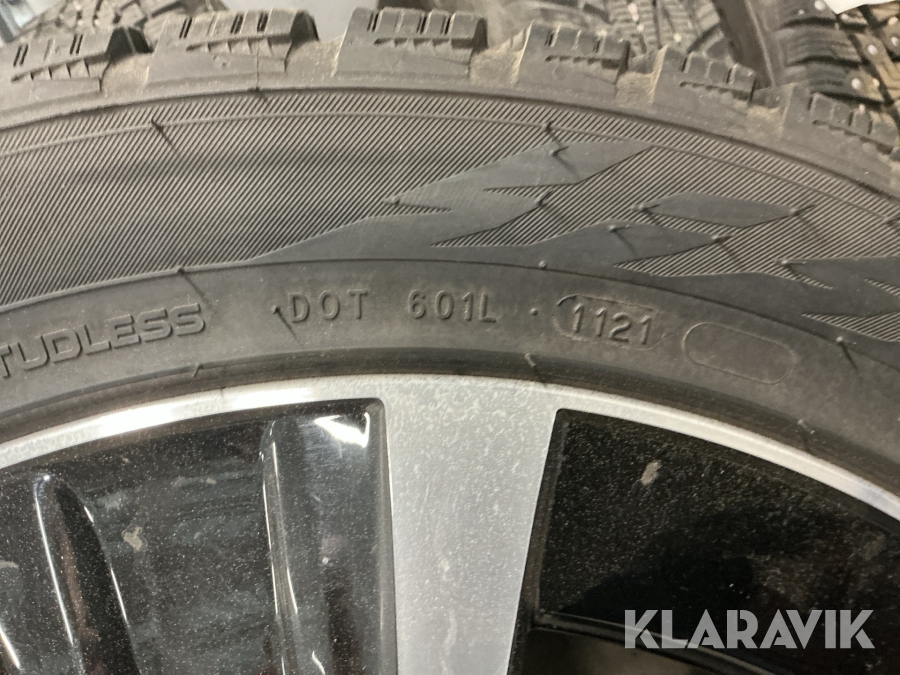 TUDLESS DOT 601L · 1121
KLARAVIK